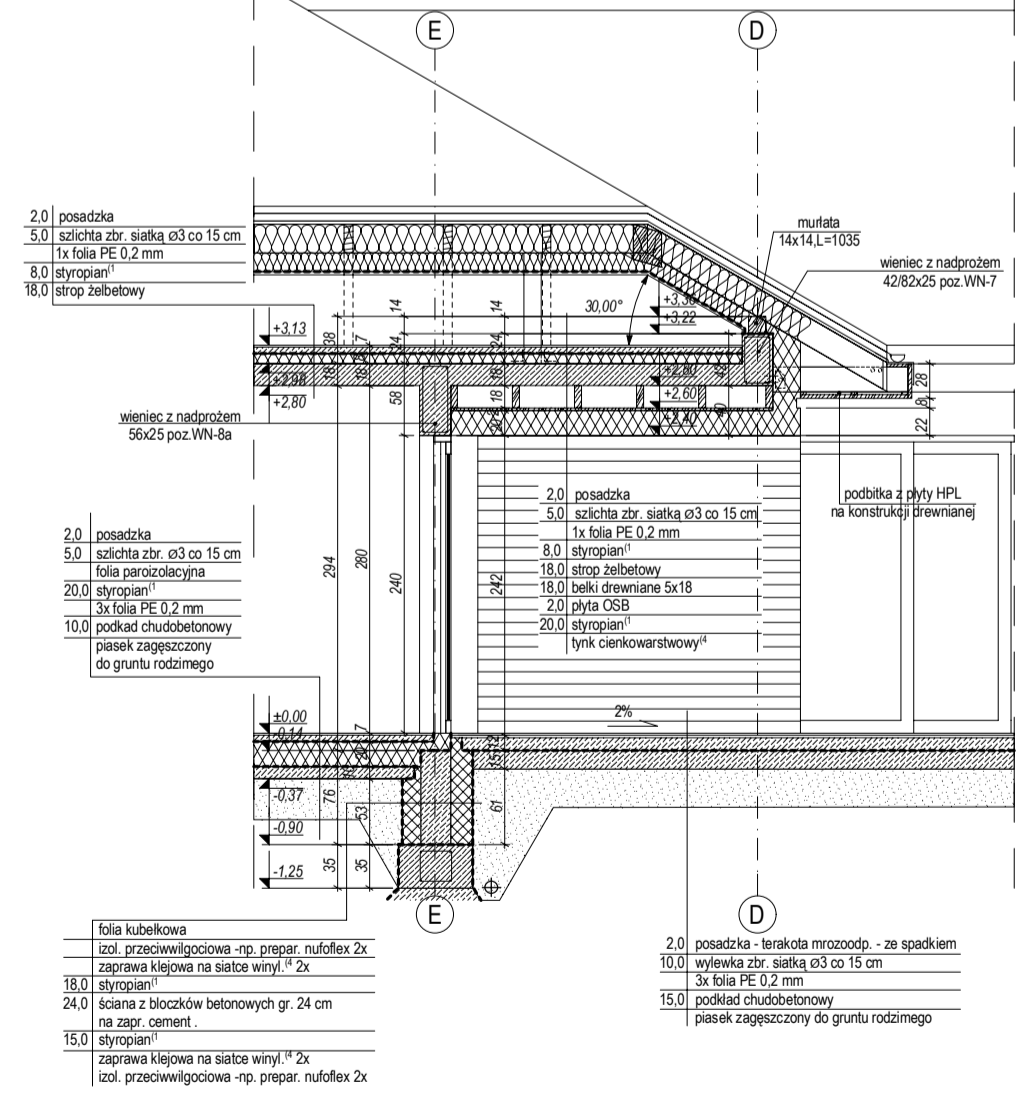 E
D
2,0 posadzka
5,0 szlichta zbr. siatką ø3 co 15 cm
1x folia PE 0,2 mm
8,0 styropian(1
18,0 strop żelbetowy
murłata
14x14,L=1035
wieniec z nadprożem
42/82x25 poz.WN-7
30,00°
14
14
+3,22
+3,13
38
7
24
24
+2,98
+2,80
18
18
18
42
+2,80
+2,60
18
58
28
8
22
wieniec z nadprożem
56x25 poz.WN-8a
podbitka z płyty HPL
na konstrukcji drewnianej
2,0 posadzka
5,0 szlichta zbr. siatką ø3 co 15 cm
1x folia PE 0,2 mm
8,0 styropian(1
18,0 strop żelbetowy
18,0 belki drewniane 5x18
2,0 płyta OSB
20,0 styropian(1
tynk cienkowarstwowy(4
2,0 posadzka
5,0 szlichta zbr. ø3 co 15 cm
folia paroizolacyjna
20,0 styropian(1
3x folia PE 0,2 mm
10,0 podkad chudobetonowy
piasek zagęszczony
do gruntu rodzimego
294
280
240
242
2%
±0,00
-0,14
7
12
15
20
-0,37
76
53
61
-0,90
35
35
-1,25
E
D
folia kubełkowa
izol. przeciwwilgociowa -np. prepar. nufoflex 2x
zaprawa klejowa na siatce winyl.(4 2x
18,0 styropian(1
24,0 ściana z bloczków betonowych gr. 24 cm
na zapr. cement .
15,0 styropian(1
zaprawa klejowa na siatce winyl.(4 2x
izol. przeciwwilgociowa -np. prepar. nufoflex 2x
2,0 posadzka - terakota mrozoodp. - ze spadkiem
10,0 wylewka zbr. siatką ø3 co 15 cm
3x folia PE 0,2 mm
15,0 podkład chudobetonowy
piasek zagęszczony do gruntu rodzimego